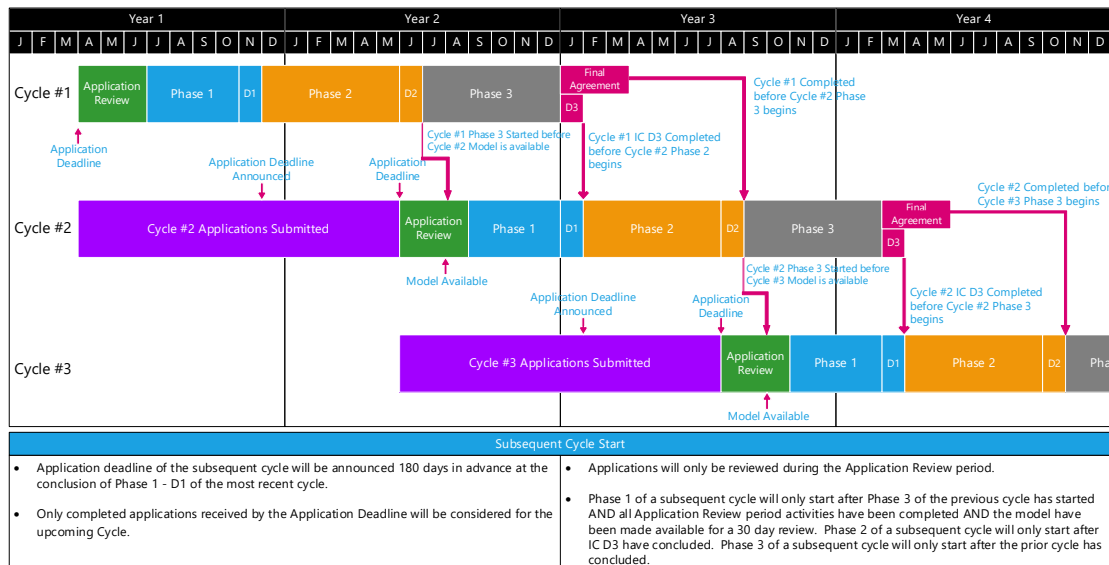 Year 1 Year 2 Year 3 Year 4
J F M A M J J A S O N D J F M A M J J A S O N D J F M A M J J A S O N D J F M A M J J A S O N D
Cycle #1
Application
Review
Phase 1
D1
Phase 2
D2
Phase 3
Final
Agreement
D3
Cycle #1 Completed
before Cycle #2 Phase
3 begins
Application
Deadline
Application Deadline
Announced
Application
Deadline
Cycle #1 Phase 3 Started before
Cycle #2 Model is available
Cycle #1 IC D3 Completed
before Cycle #2 Phase 2
begins
Cycle #2
Cycle #2 Applications Submitted
Application
Review
Phase 1
D1
Phase 2
D2
Phase 3
Final
Agreement
D3
Cycle #2 Completed before
Cycle #3 Phase 3 begins
Model Available
Application Deadline
Announced
Application
Deadline
Cycle #2 Phase 3 Started before
Cycle #3 Model is available
Cycle #2 IC D3 Completed
before Cycle #2 Phase 3
begins
Cycle #3
Cycle #3 Applications Submitted
Application
Review
Phase 1
D1
Phase 2
D2
Pha
Model Available
Subsequent Cycle Start
• Application deadline of the subsequent cycle will be announced 180 days in advance at the
conclusion of Phase 1 - D1 of the most recent cycle.
• Only completed applications received by the Application Deadline will be considered for the
upcoming Cycle.
• Applications will only be reviewed during the Application Review period.
• Phase 1 of a subsequent cycle will only start after Phase 3 of the previous cycle has started
AND all Application Review period activities have been completed AND the model have
been made available for a 30 day review. Phase 2 of a subsequent cycle will only start after
IC D3 have concluded. Phase 3 of a subsequent cycle will only start after the prior cycle has
concluded.